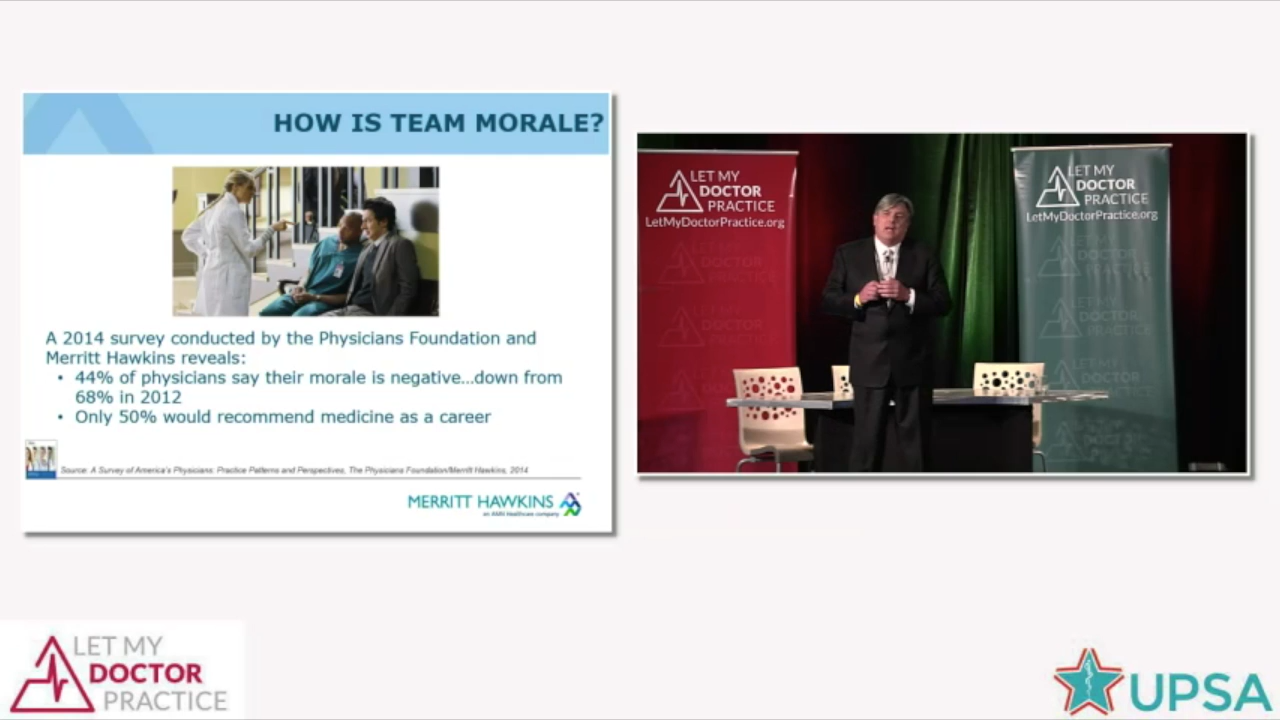 HOW IS TEAM MORALE?
A 2014 survey conducted by the Physicians Foundation and
Merritt Hawkins reveals:
• 44% of physicians say their morale is negative...down from
68% in 2012
• Only 50% would recommend medicine as a career
Source: A Survey of America's Physicians: Practice Patterns and Perspectives, The Physicians Foundation/Merritt Hawkins, 2014
MERRITT HAWKINS
an AMN Healthcare company
LET MY
DOCTOR
PRACTICE
LetMyDoctorPractice.org
LET MY
DOCTOR
PRACTICE
LetMyDoctorPractice.org
LET MY
DOCTOR
PRACTICE
UPSA